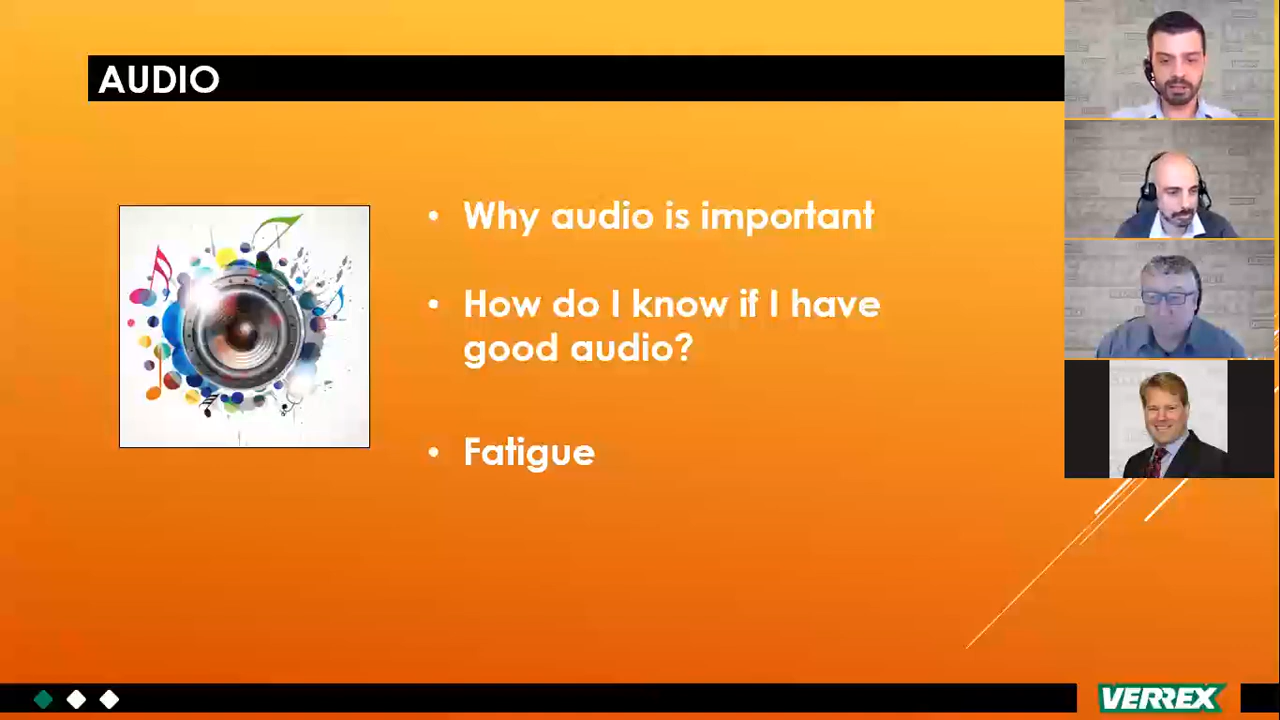 AUDIO
• Why audio is important
• How do I know if I have
good audio?
• Fatigue
VERREX